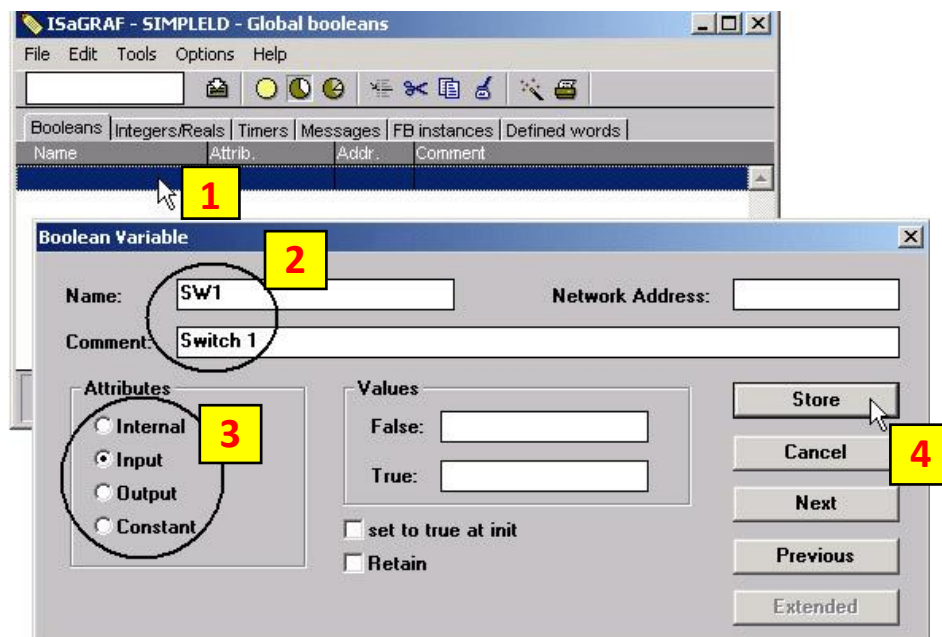 ISaGRAF - SIMPLELD - Global booleans
File Edit Tools Options Help
Booleans Integers/Reals Timers Messages FB instances Defined words
Name Attrib. Addr. Comment
1
Boolean Variable
2
Name: SW1 Network Address:
Comment: Switch 1
Attributes Values Store
Internal 3 False: 4
Input True: Cancel
Output Next
Constant set to true at init
Retain Previous
Extended